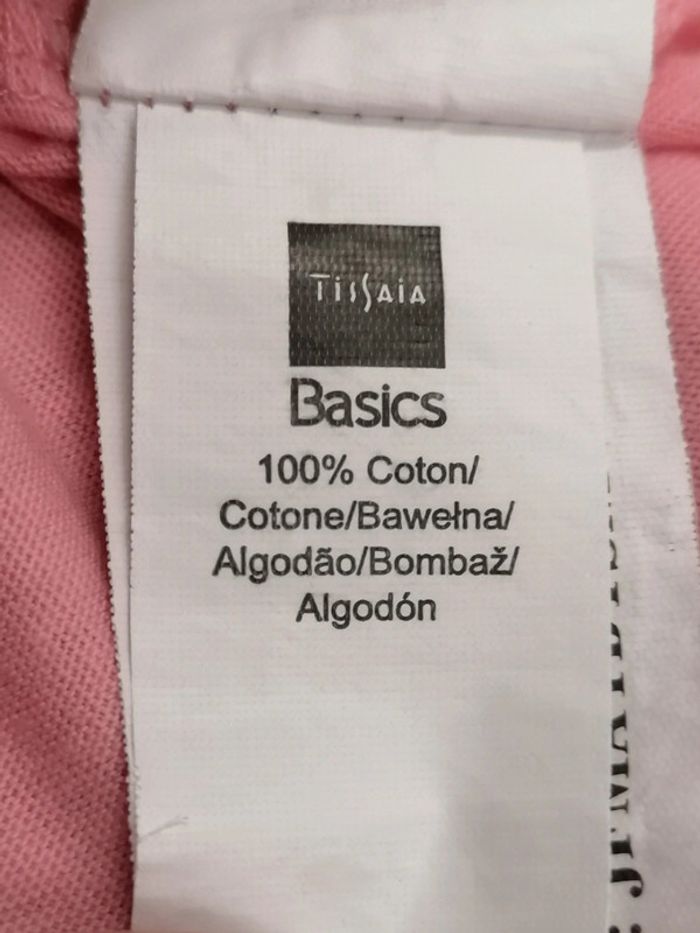 TISSAIA
Basics
100% Coton/
Cotone/Bawełna/
Algodão/Bombaž/
Algodón